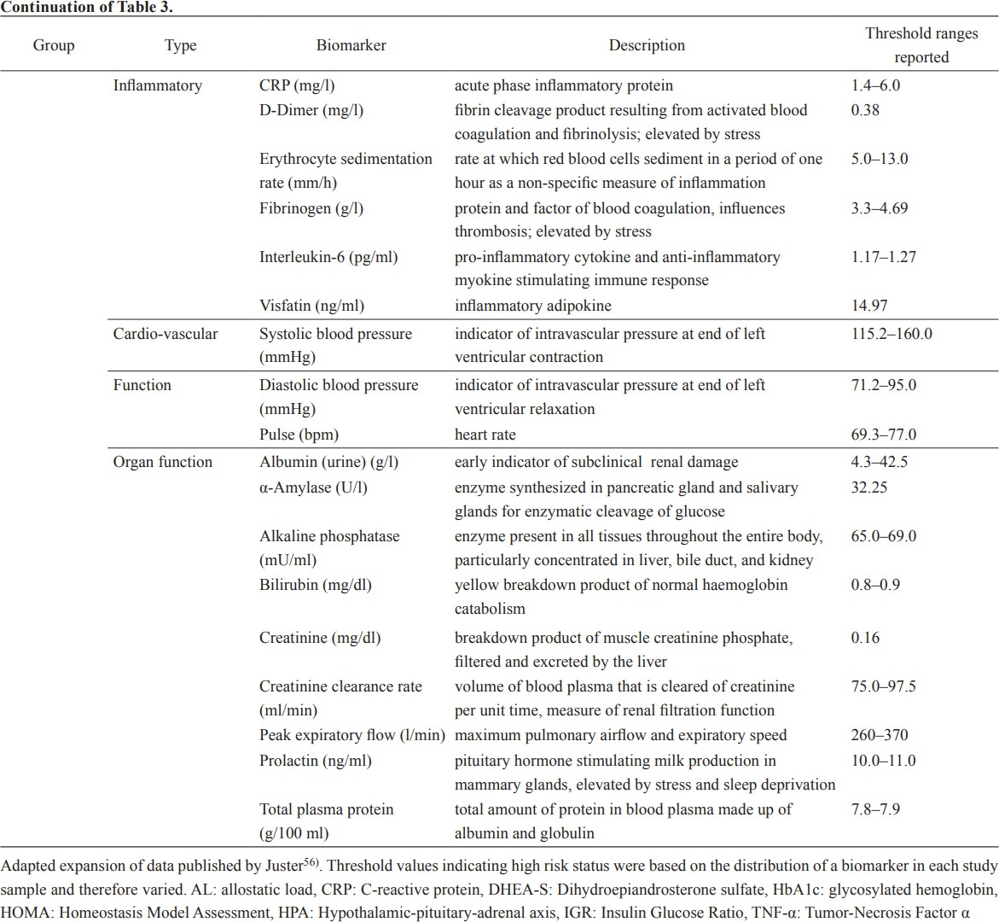 Continuation of Table 3.
Group Type Biomarker Description Threshold ranges reported
Inflammatory CRP (mg/l) acute phase inflammatory protein 1.4–6.0
D-Dimer (mg/l) fibrin cleavage product resulting from activated blood 0.38
coagulation and fibrinolysis; elevated by stress
Erythrocyte sedimentation rate at which red blood cells sediment in a period of one 5.0–13.0
rate (mm/h) hour as a non-specific measure of inflammation
Fibrinogen (g/l) protein and factor of blood coagulation, influences 3.3–4.69
thrombosis; elevated by stress
Interleukin-6 (pg/ml) pro-inflammatory cytokine and anti-inflammatory 1.17–1.27
myokine stimulating immune response
Visfatin (ng/ml) inflammatory adipokine 14.97
Cardio-vascular Systolic blood pressure indicator of intravascular pressure at end of left 115.2–160.0
(mmHg) ventricular contraction
Function Diastolic blood pressure indicator of intravascular pressure at end of left 71.2–95.0
(mmHg) ventricular relaxation
Pulse (bpm) heart rate 69.3–77.0
Organ function Albumin (urine) (g/l) early indicator of subclinical renal damage 4.3–42.5
α-Amylase (U/l) enzyme synthesized in pancreatic gland and salivary 32.25
glands for enzymatic cleavage of glucose
Alkaline phosphatase enzyme present in all tissues throughout the entire body, 65.0–69.0
(mU/ml) particularly concentrated in liver, bile duct, and kidney
Bilirubin (mg/dl) yellow breakdown product of normal haemoglobin 0.8–0.9
catabolism
Creatinine (mg/dl) breakdown product of muscle creatinine phosphate, 0.16
filtered and excreted by the liver
Creatinine clearance rate volume of blood plasma that is cleared of creatinine 75.0–97.5
(ml/min) per unit time, measure of renal filtration function
Peak expiratory flow (l/min) maximum pulmonary airflow and expiratory speed 260–370
Prolactin (ng/ml) pituitary hormone stimulating milk production in 10.0–11.0
mammary glands, elevated by stress and sleep deprivation
Total plasma protein total amount of protein in blood plasma made up of 7.8–7.9
(g/100 ml) albumin and globulin
Adapted expansion of data published by Juster56). Threshold values indicating high risk status were based on the distribution of a biomarker in each study
sample and therefore varied. AL: allostatic load, CRP: C-reactive protein, DHEA-S: Dihydroepiandrosterone sulfate, HbA1c: glycosylated hemoglobin,
HOMA: Homeostasis Model Assessment, HPA: Hypothalamic-pituitary-adrenal axis, IGR: Insulin Glucose Ratio, TNF-α: Tumor-Necrosis Factor α